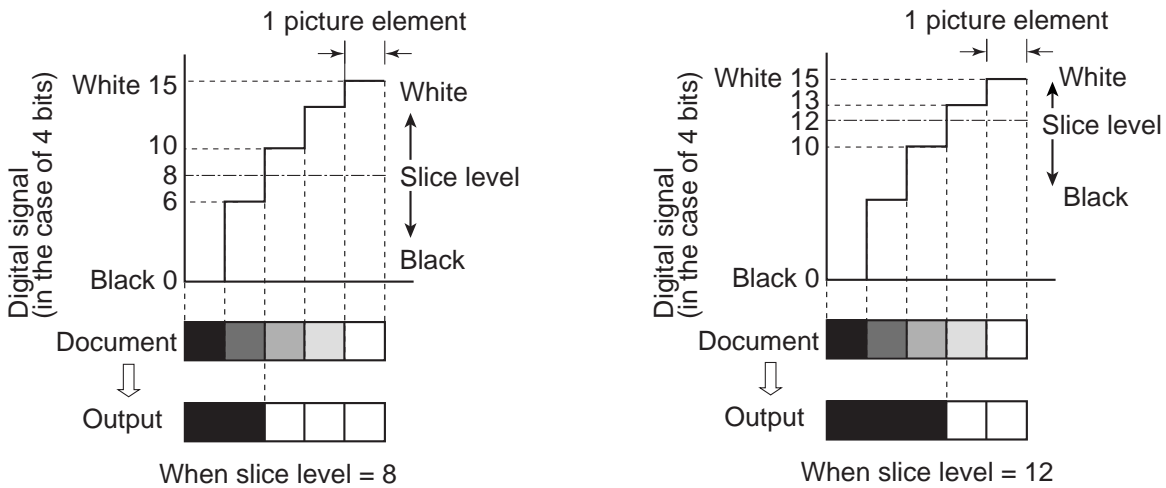 1 picture element
White 15
10
8
6
Black 0
Digital signal
(in the case of 4 bits)
White
Slice level
Black
Document
Output
When slice level = 8
1 picture element
White 15
13
12
10
Black 0
Digital signal
(in the case of 4 bits)
White
Slice level
Black
Document
Output
When slice level = 12